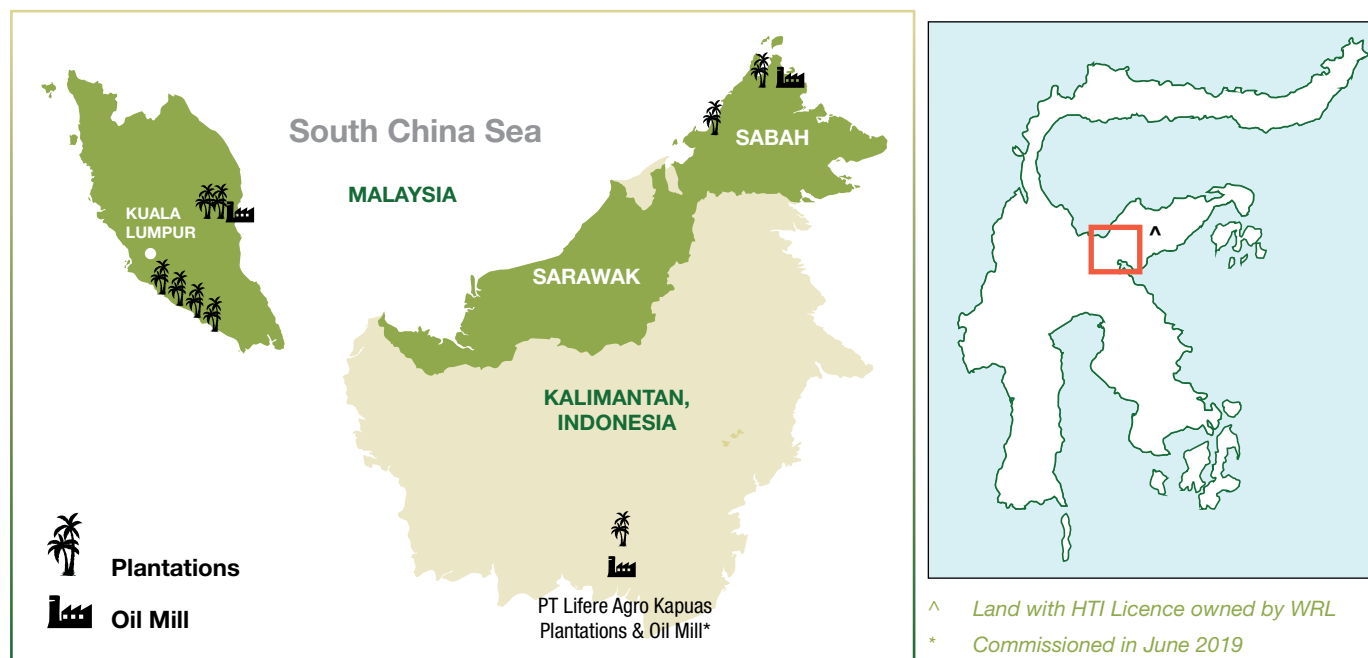 South China Sea
MALAYSIA
KUALA
LUMPUR
SABAH
SARAWAK
KALIMANTAN,
INDONESIA
Plantations
Oil Mill
PT Lifere Agro Kapuas
Plantations & Oil Mill*
^
^ Land with HTI Licence owned by WRL
* Commissioned in June 2019